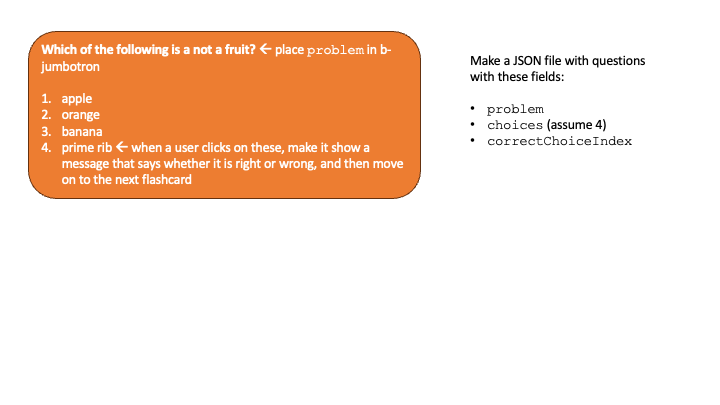 Which of the following is a not a fruit? ← place problem in b-
jumbotron
1. apple
2. orange
3. banana
4. prime rib ← when a user clicks on these, make it show a
message that says whether it is right or wrong, and then move
on to the next flashcard
Make a JSON file with questions
with these fields:
• problem
• choices (assume 4)
• correctChoiceIndex